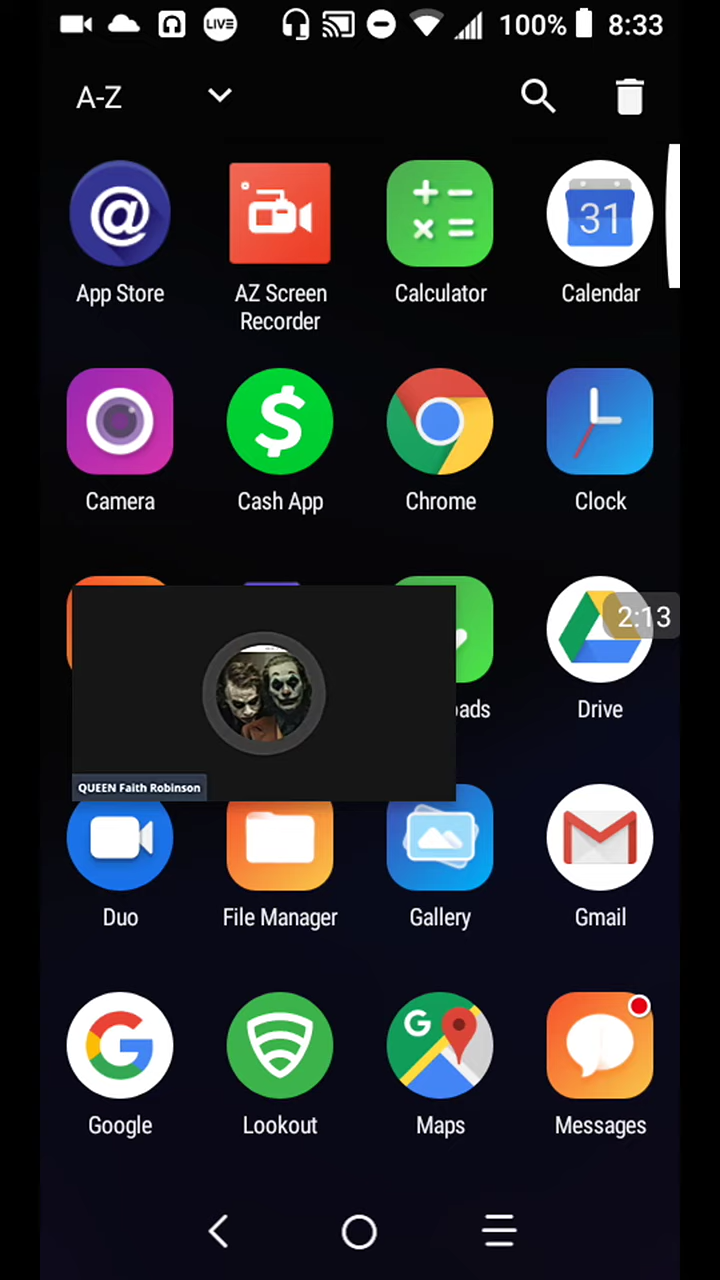 LIVE 100% 8:33
A-Z
App Store AZ Screen Calculator Calendar
Recorder
31
Camera Cash App Chrome Clock
2:13
oads Drive
QUEEN Faith Robinson
Duo File Manager Gallery Gmail
Google Lookout Maps Messages